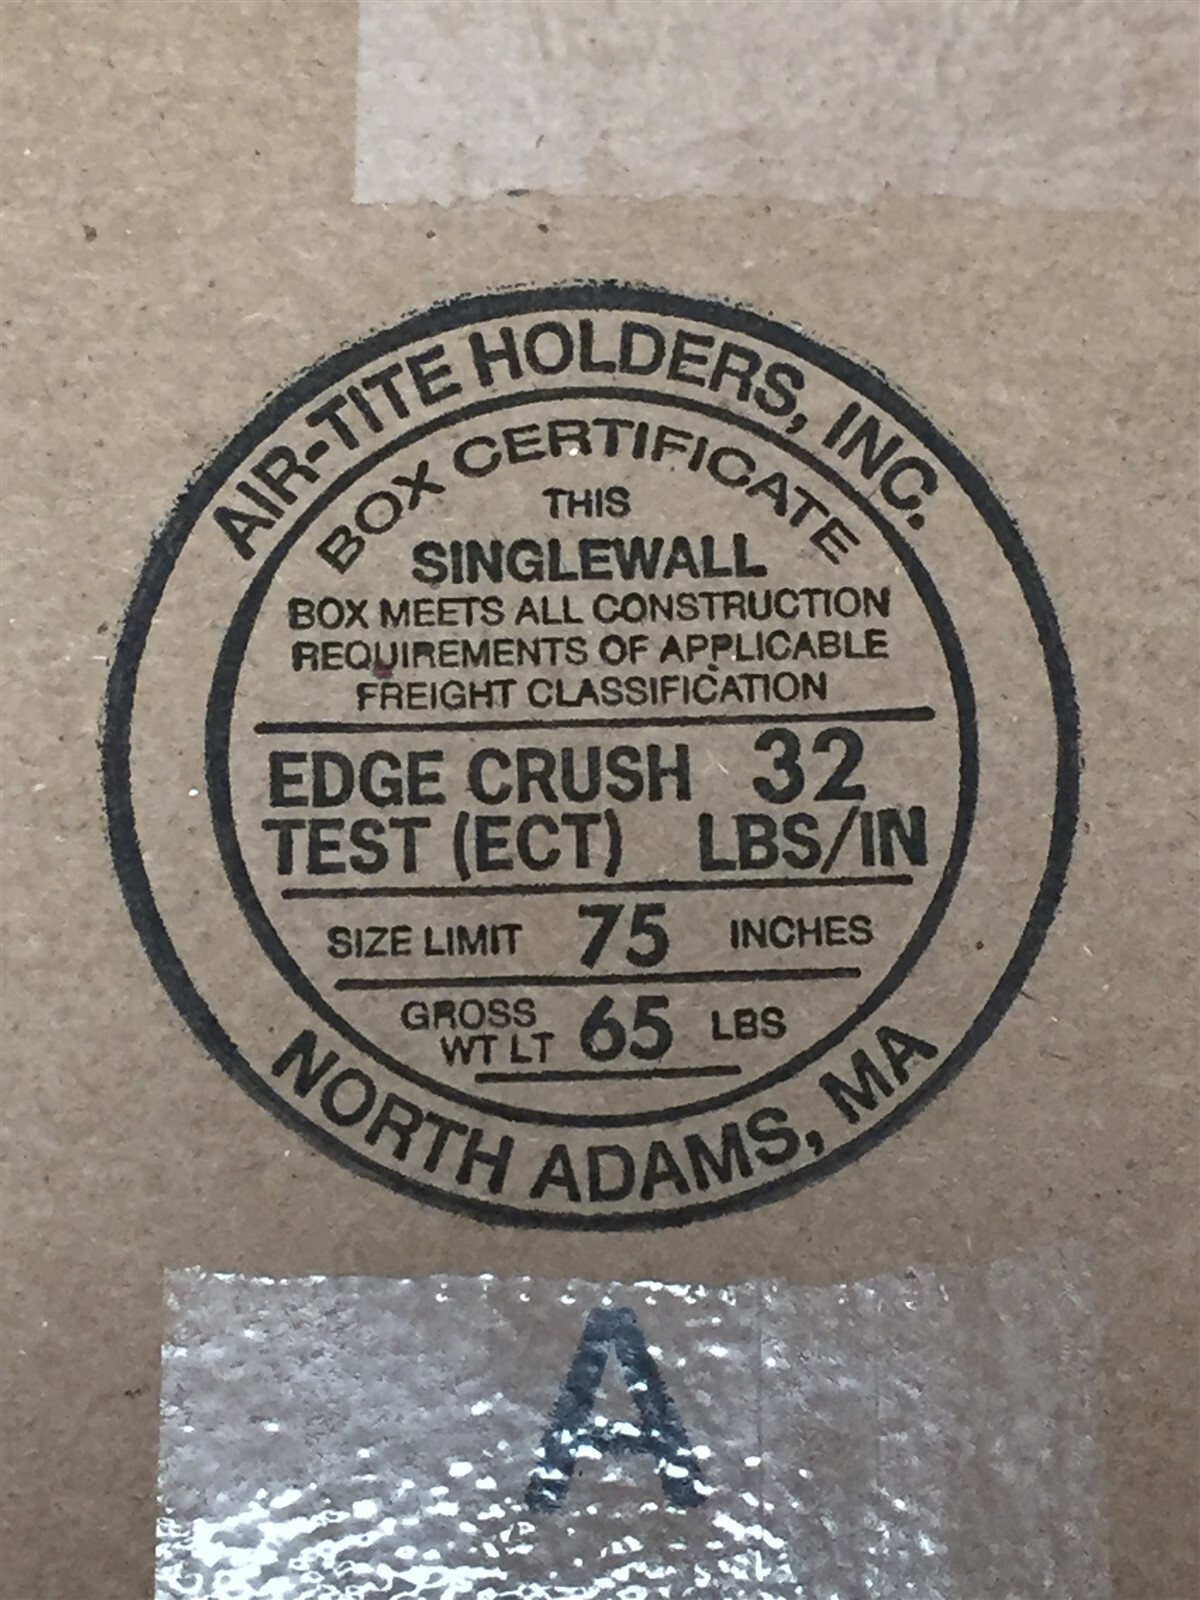 AIR-TITE HOLDERS, INC.
BOX CERTIFICATE
THIS
SINGLEWALL
BOX MEETS ALL CONSTRUCTION
REQUIREMENTS OF APPLICABLE
FREIGHT CLASSIFICATION
EDGE CRUSH 32
TEST (ECT) LBS/IN
SIZE LIMIT 75 INCHES
GROSS
WT LT 65 LBS
NORTH ADAMS, MA
A